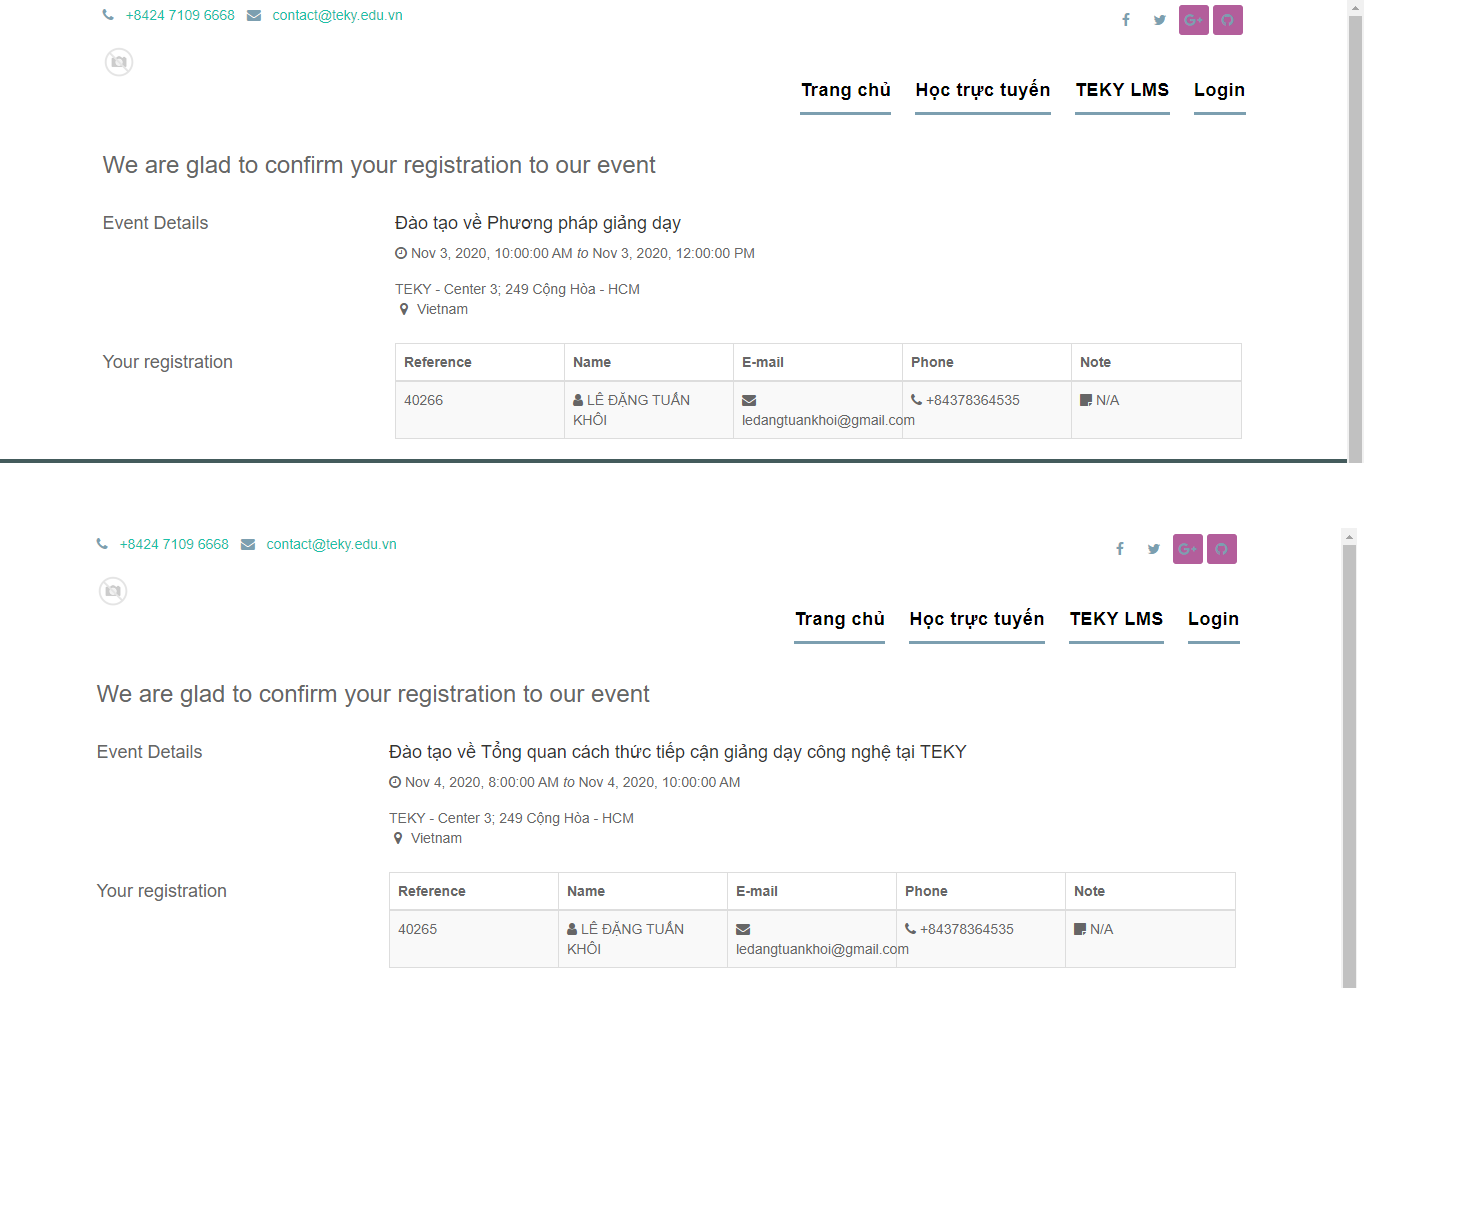 +8424 7109 6668 contact@teky.edu.vn
Trang chủ Học trực tuyến TEKY LMS Login
We are glad to confirm your registration to our event
Event Details Đào tạo về Phương pháp giảng dạy
Nov 3, 2020, 10:00:00 AM to Nov 3, 2020, 12:00:00 PM
TEKY - Center 3; 249 Cộng Hòa - HCM
Vietnam
Your registration Reference Name E-mail Phone Note
40266 LÊ ĐẶNG TUẤN +84378364535 N/A
KHÔI ledangtuankhoi@gmail.com
+8424 7109 6668 contact@teky.edu.vn
Trang chủ Học trực tuyến TEKY LMS Login
We are glad to confirm your registration to our event
Event Details Đào tạo về Tổng quan cách thức tiếp cận giảng dạy công nghệ tại TEKY
Nov 4, 2020, 8:00:00 AM to Nov 4, 2020, 10:00:00 AM
TEKY - Center 3; 249 Cộng Hòa - HCM
Vietnam
Your registration Reference Name E-mail Phone Note
40265 LÊ ĐẶNG TUẤN +84378364535 N/A
KHÔI ledangtuankhoi@gmail.com